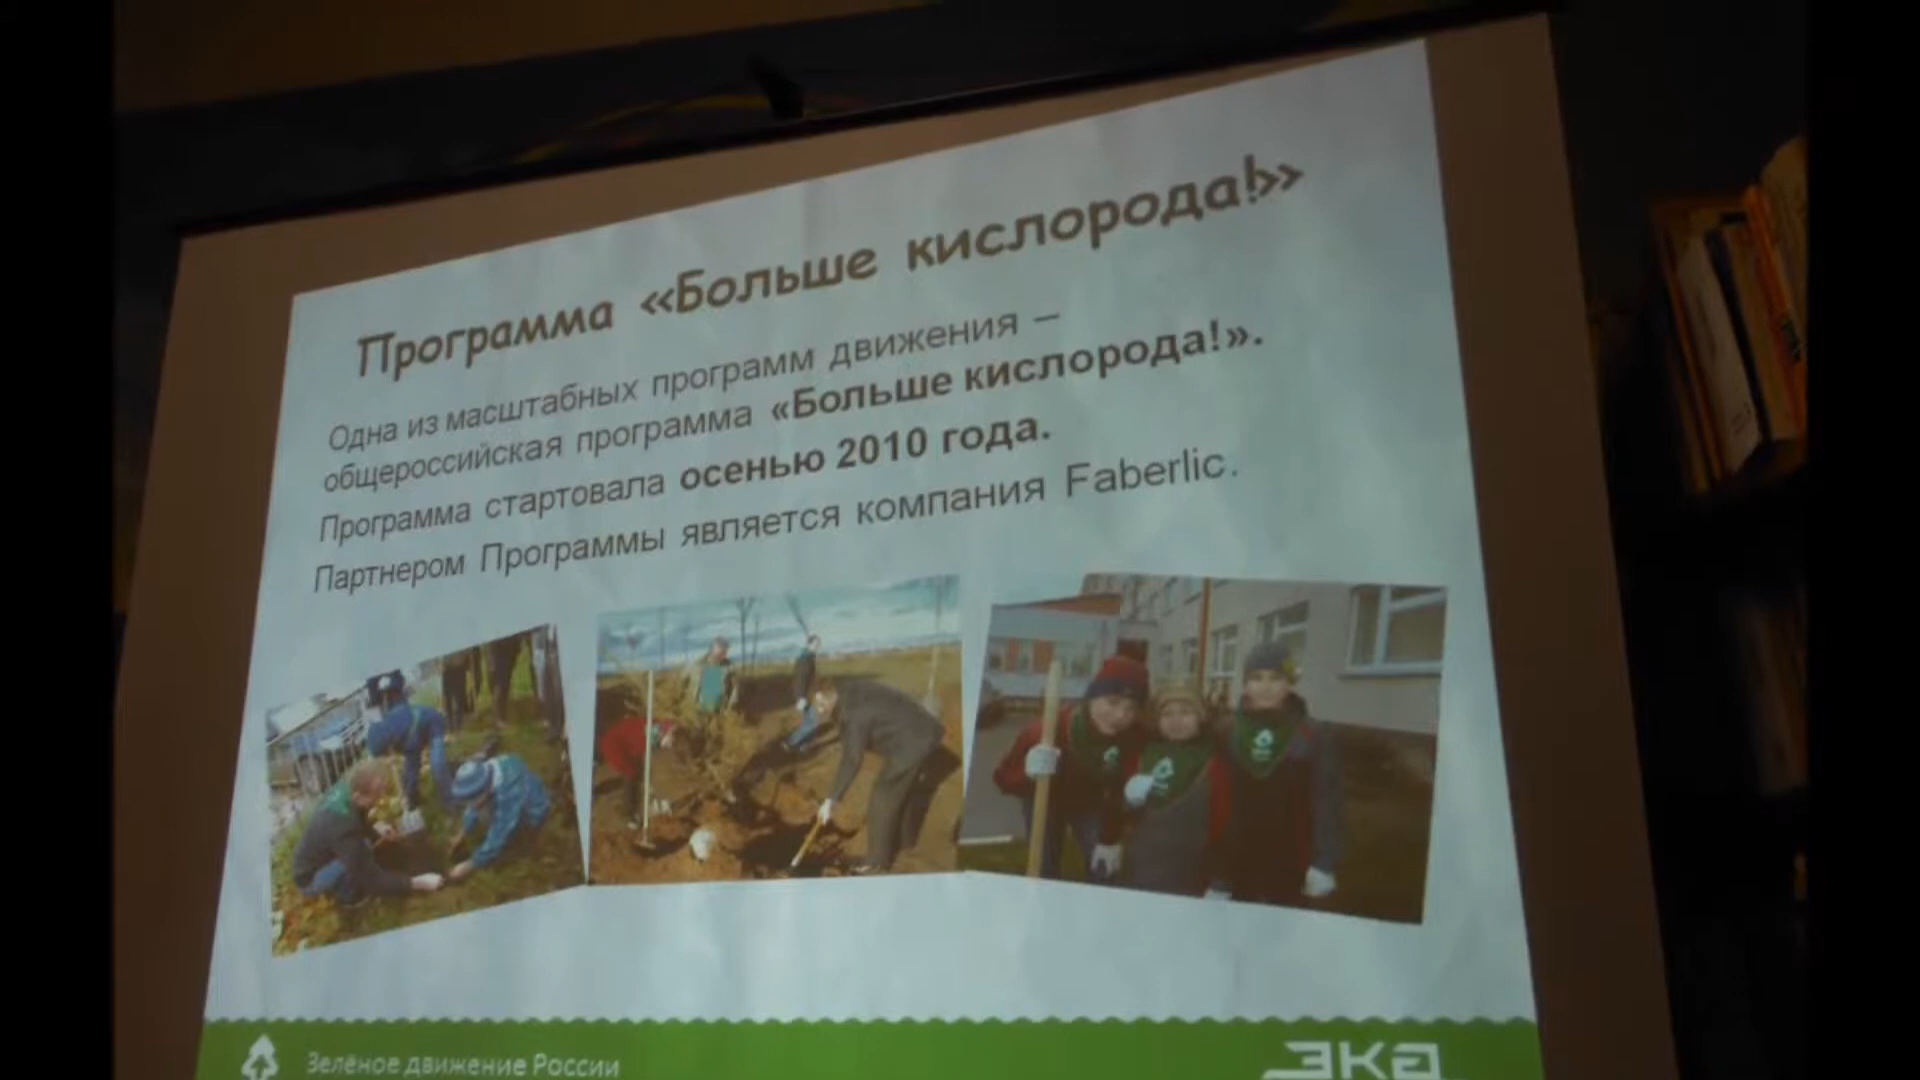 Программа «Больше кислорода!»
Одна из масштабных программ движения –
общероссийская программа «Больше кислорода!».
Программа стартовала осенью 2010 года.
Партнером Программы является компания Faberlic.
Зелёное движение России
ЭКА